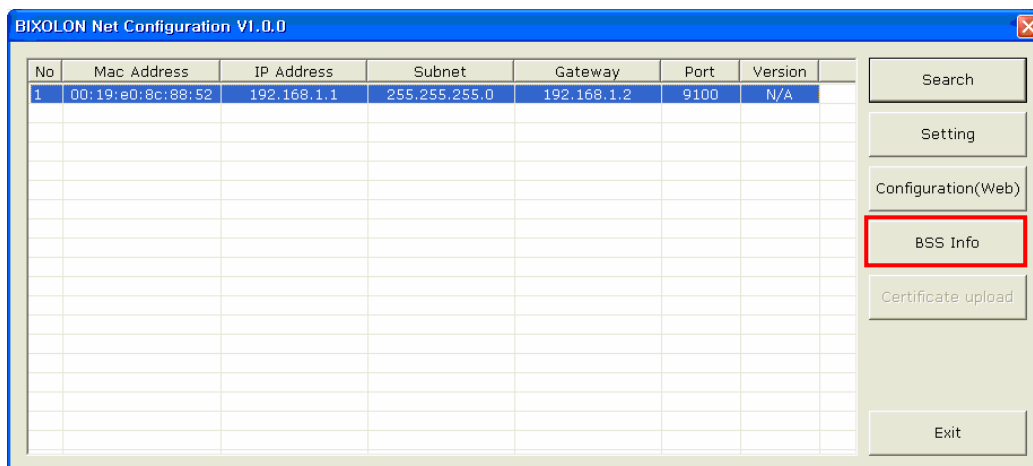 BIXOLON Net Configuration V1.0.0
No Mac Address IP Address Subnet Gateway Port Version
1 00:19:e0:8c:88:52 192.168.1.1 255.255.255.0 192.168.1.2 9100 N/A
Search
Setting
Configuration(Web)
BSS Info
Certificate upload
Exit